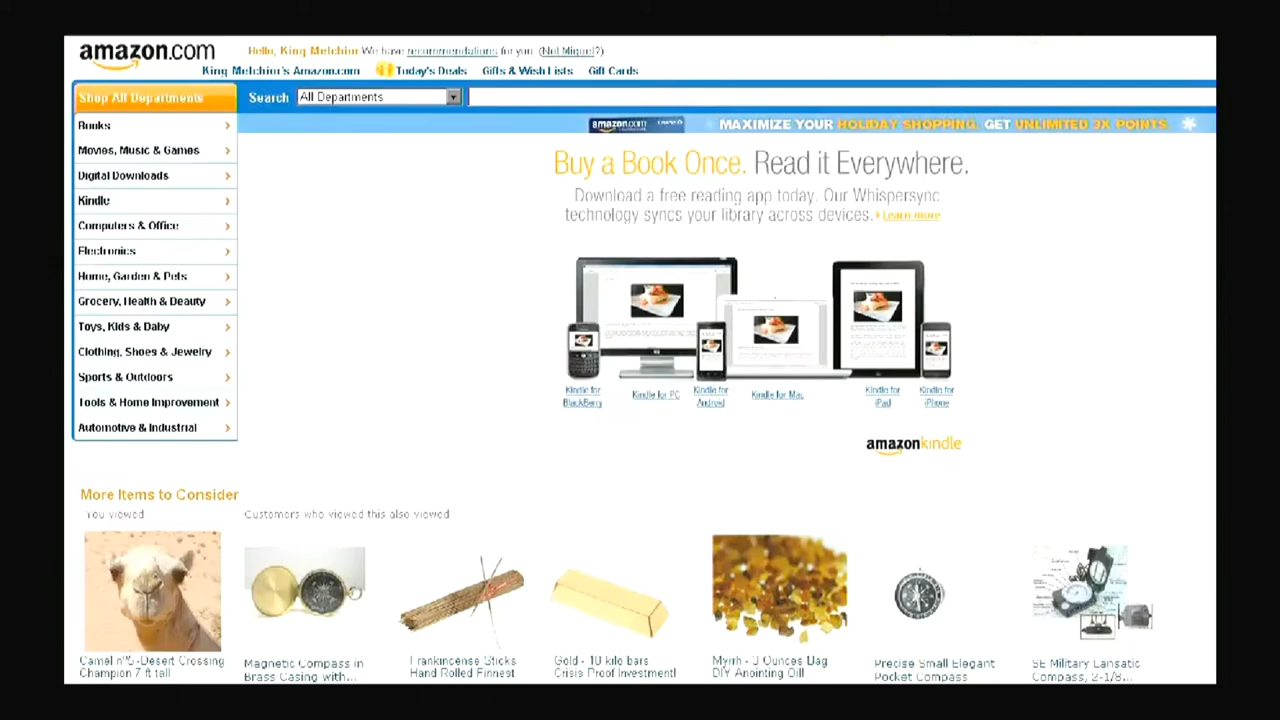 amazon.com
Hello, King Melchior We have recommendations for you. (Not Miguel?)
King Melchior's Amazon.com Today's Deals Gifts & Wish Lists Gift Cards
Shop All Departments
Search All Departments
amazon.com MAXIMIZE YOUR HOLIDAY SHOPPING. GET UNLIMITED 3X POINTS.
Books
Movies, Music & Games
Digital Downloads
Kindle
Computers & Office
Electronics
Home, Garden & Pets
Grocery, Health & Beauty
Toys, Kids & Baby
Clothing, Shoes & Jewelry
Sports & Outdoors
Tools & Home Improvement
Automotive & Industrial
Buy a Book Once. Read it Everywhere.
Download a free reading app today. Our Whispersync
technology syncs your library across devices. Learn more
Kindle for BlackBerry
Kindle for PC
Kindle for Android
Kindle for Mac
Kindle for iPad
Kindle for iPhone
amazonkindle
More Items to Consider
You viewed
Customers who viewed this also viewed
Camel nº5 -Desert Crossing
Champion 7 ft tall
Magnetic Compass in
Brass Casing with...
Frankincense Sticks
Hand Rolled Finnest
Gold - 10 kilo bars
Crisis Proof Investment!
Myrrh - 3 Ounces Bag
DIY Anointing Oil!
Precise Small Elegant
Pocket Compass
SE Military Lansatic
Compass, 2-1/8...